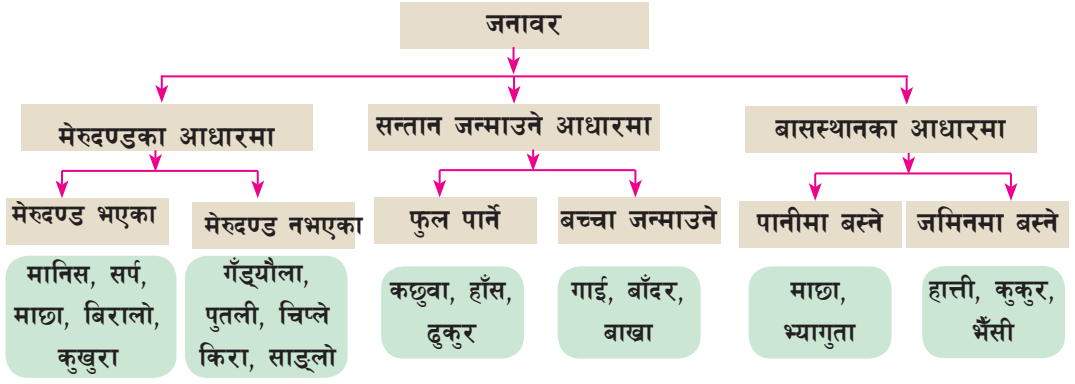 जनावर
मेरुदण्डका आधारमा
सन्तान जन्माउने आधारमा
बासस्थानका आधारमा
मेरुदण्ड भएका
मेरुदण्ड नभएका
फुल पार्ने
बच्चा जन्माउने
पानीमा बस्ने
जमिनमा बस्ने
मानिस, सर्प,
माछा, बिरालो,
कुखुरा
गँड्यौला,
पुतली, चिप्ले
किरा, साङ्लो
कछुवा, हाँस,
ढुकुर
गाई, बाँदर,
बाख्रा
माछा,
भ्यागुता
हात्ती, कुकुर,
भैँसी